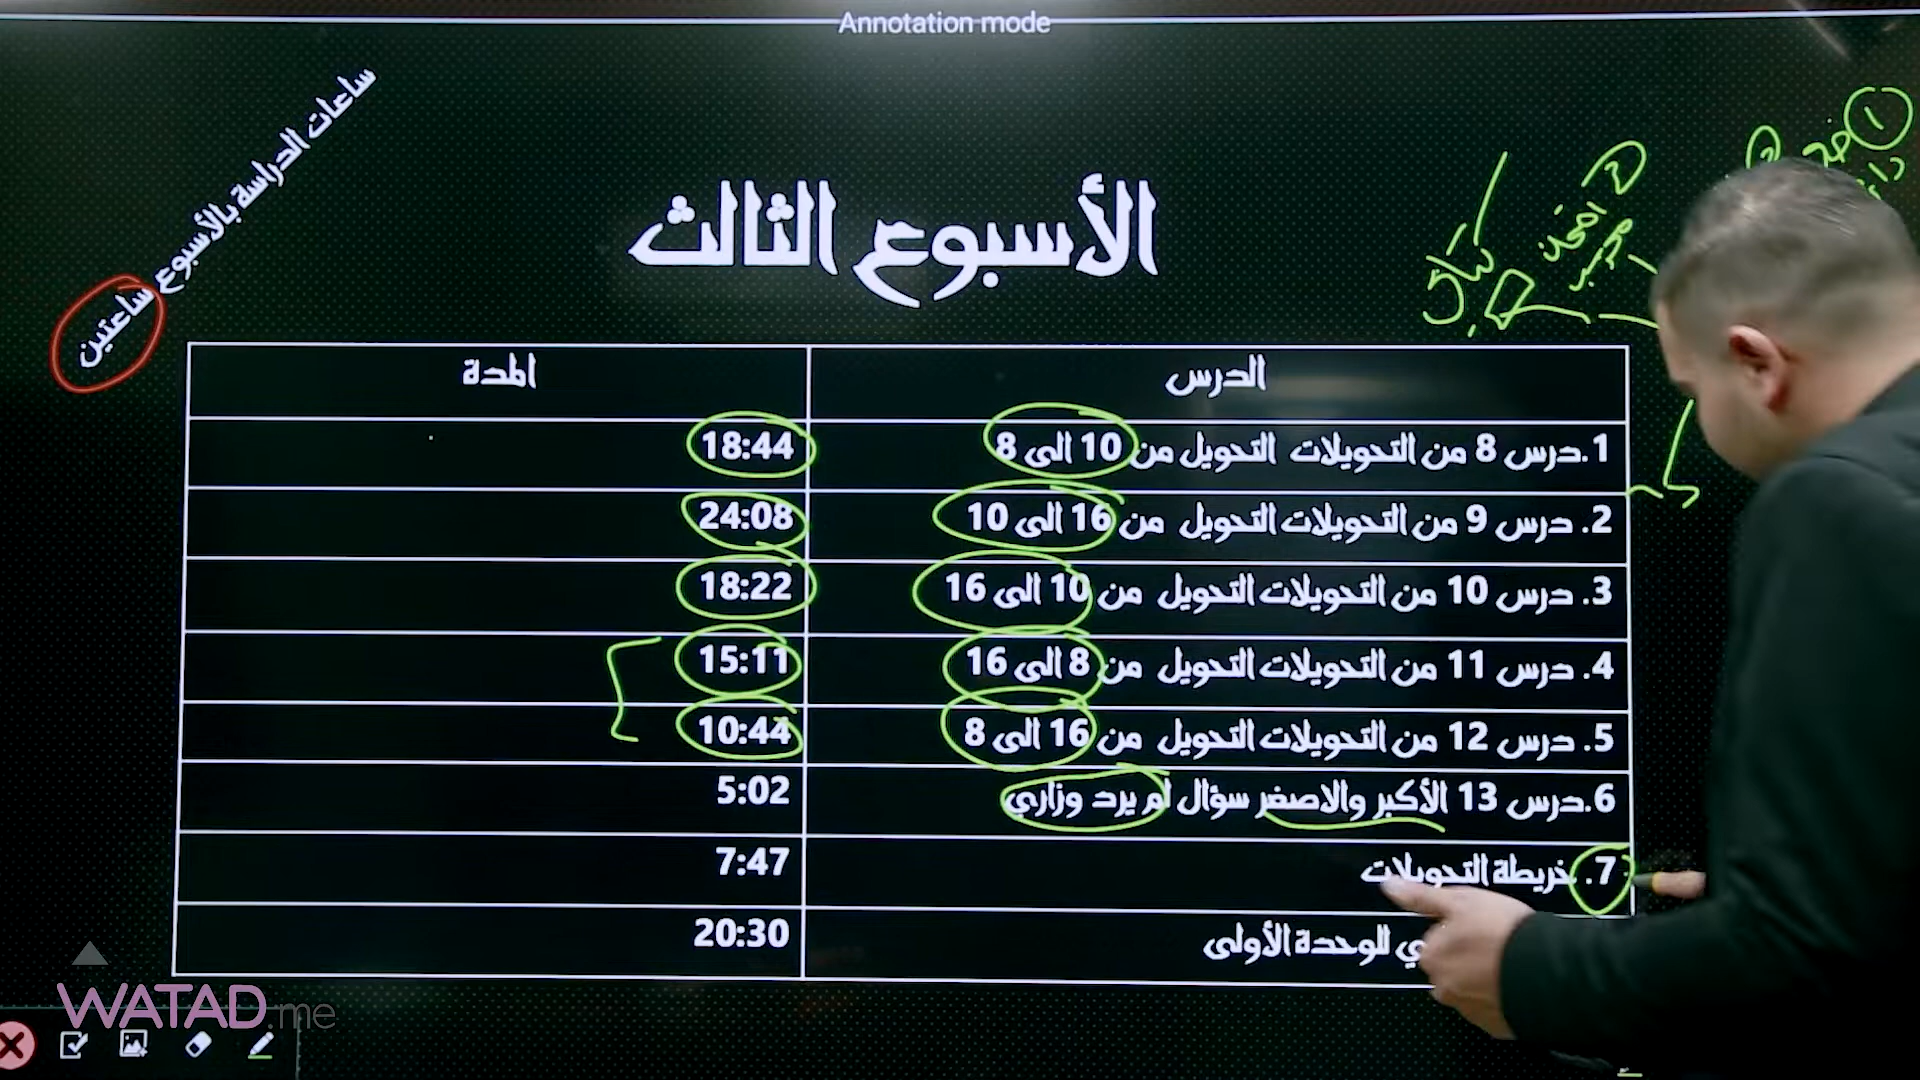 Annotation mode
ساعات الدراسة بالأسبوع ساعتين
الأسبوع الثالث
الدرس المدة
1.درس 8 من التحويلات التحويل من 10 الى 8 18:44
2. درس 9 من التحويلات التحويل من 16 الى 10 24:08
3. درس 10 من التحويلات التحويل من 10 الى 16 18:22
4. درس 11 من التحويلات التحويل من 8 الى 16 15:11
5. درس 12 من التحويلات التحويل من 16 الى 8 10:44
6.درس 13 الأكبر والاصغر سؤال لم يرد وزاري 5:02
7. خريطة التحويلات 7:47
للوحدة الأولى 20:30
WATAD.me